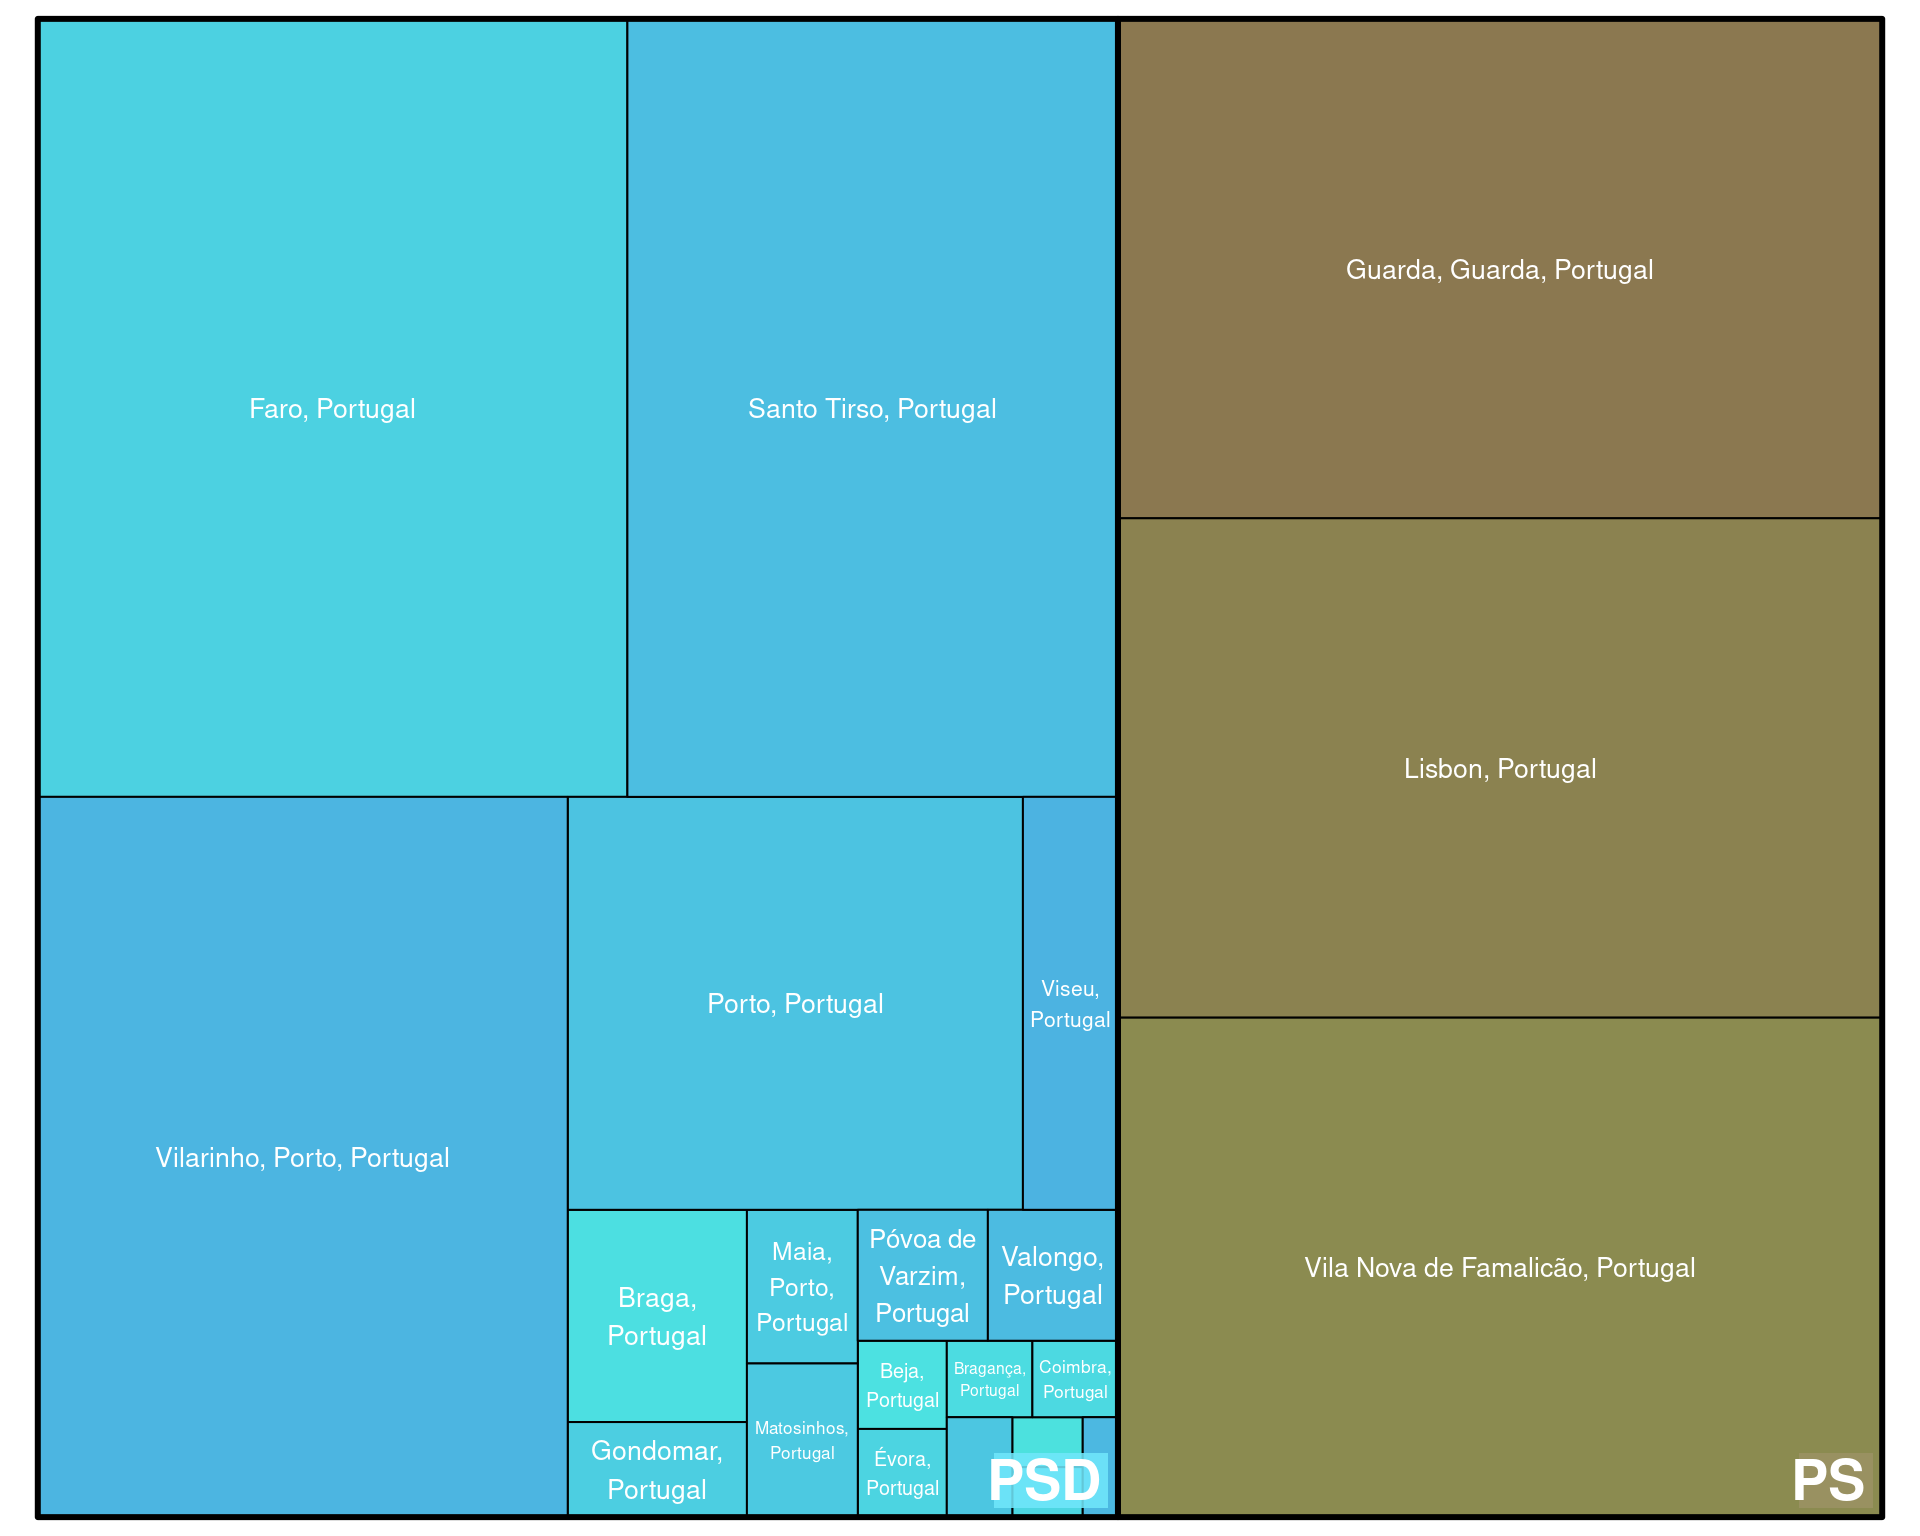 Faro, Portugal
Santo Tirso, Portugal
Guarda, Guarda, Portugal
Lisbon, Portugal
Vilarinho, Porto, Portugal
Porto, Portugal
Viseu,
Portugal
Braga,
Portugal
Maia,
Porto,
Portugal
Póvoa de
Varzim,
Portugal
Valongo,
Portugal
Gondomar,
Portugal
Matosinhos,
Portugal
Beja,
Portugal
Bragança,
Portugal
Coimbra,
Portugal
Évora,
Portugal
PSD
Vila Nova de Famalicão, Portugal
PS